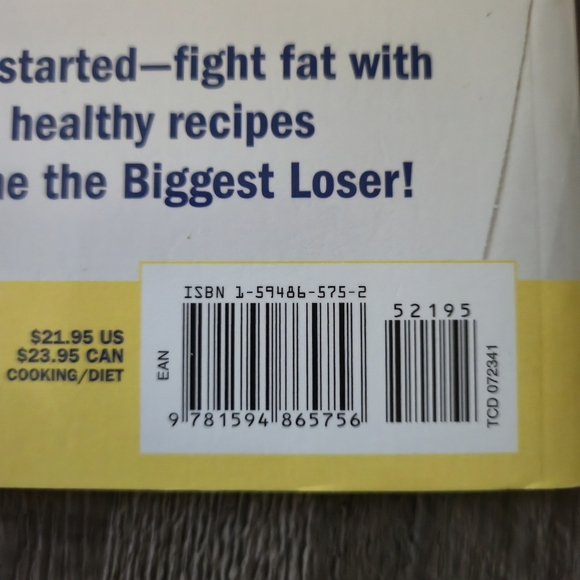 started—fight fat with
healthy recipes
the Biggest Loser!
ISBN 1-59486-575-2
52195
$21.95 US
$23.95 CAN
COOKING/DIET
EAN
9 781594 865756
TCD 072341